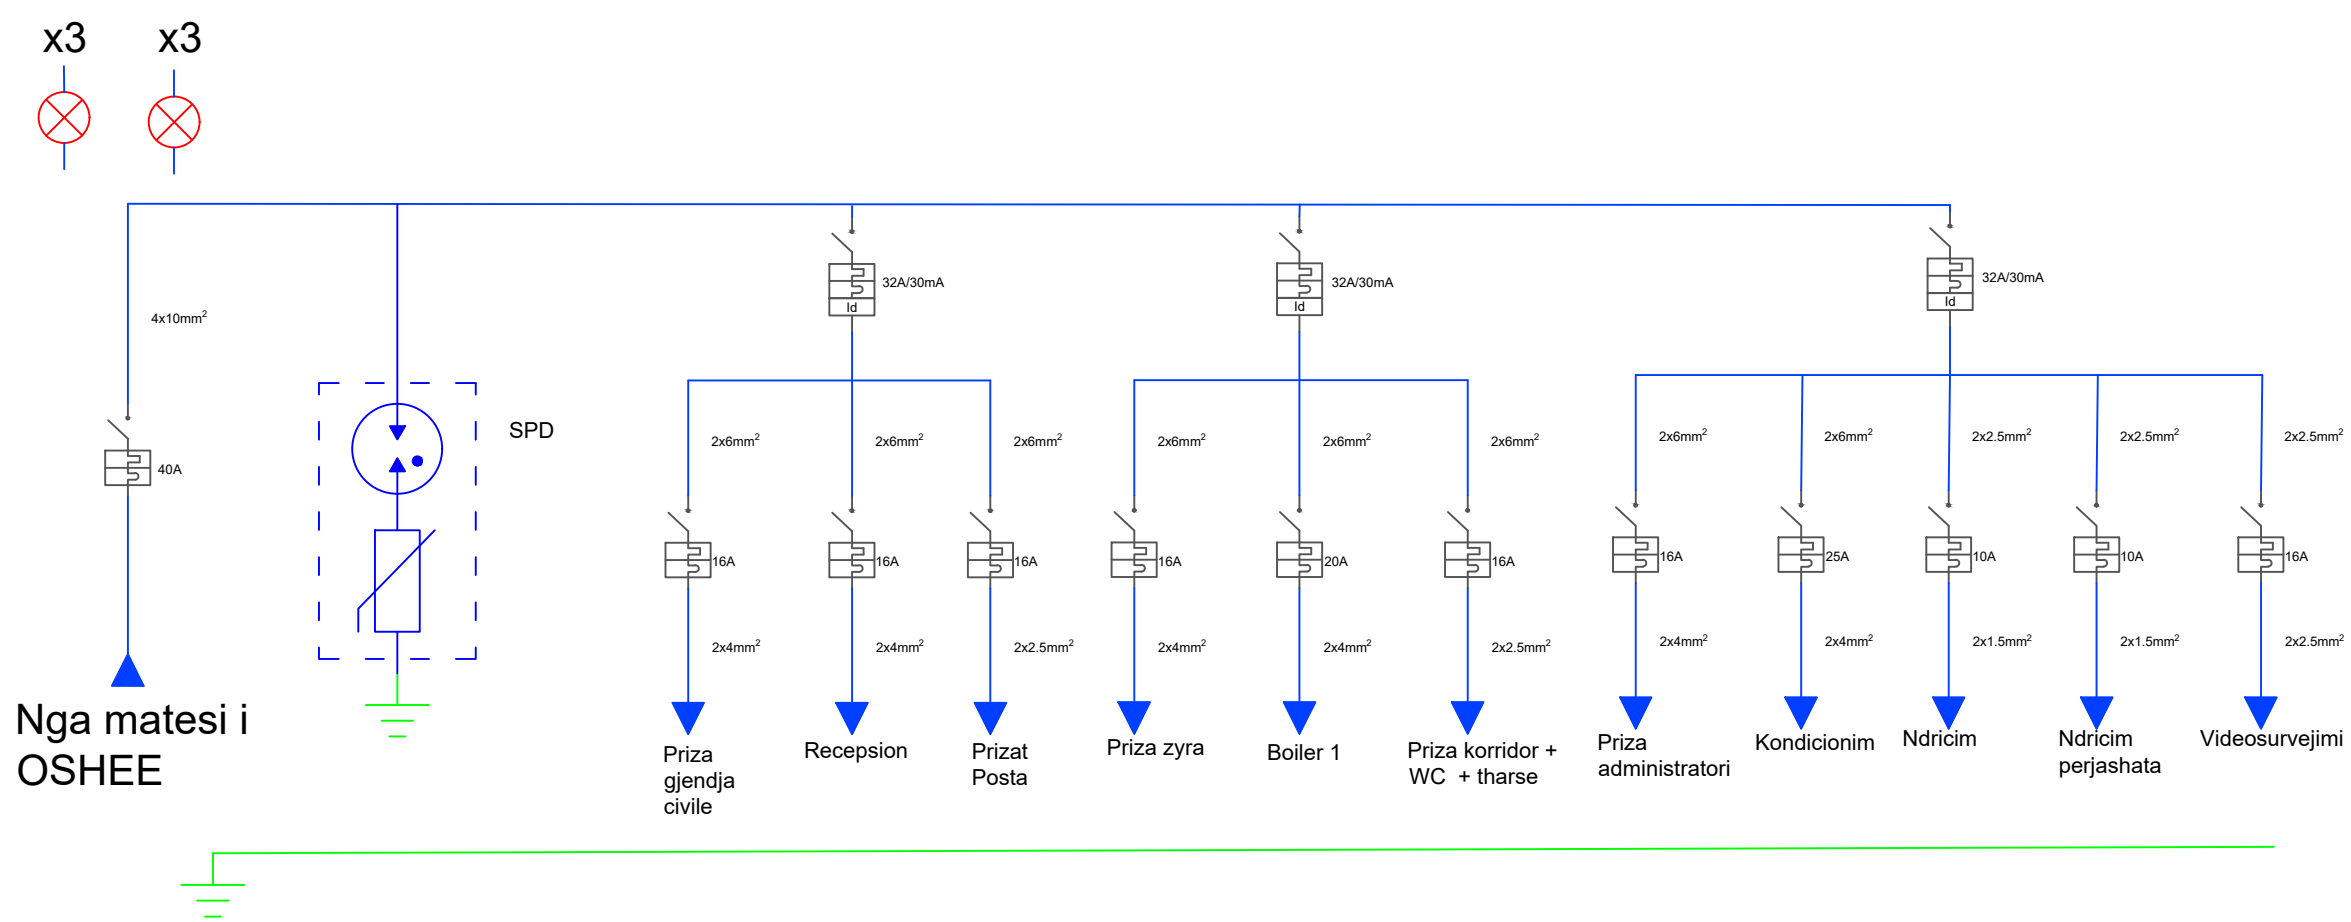 x3
x3
32A/30mA
Id
32A/30mA
Id
32A/30mA
Id
4x10mm²
SPD
40A
2x6mm²
2x6mm²
2x6mm²
2x6mm²
2x6mm²
2x6mm²
2x6mm²
2x6mm²
2x2.5mm²
2x2.5mm²
2x2.5mm²
16A
16A
16A
16A
20A
16A
16A
25A
10A
10A
16A
2x4mm²
2x4mm²
2x2.5mm²
2x4mm²
2x4mm²
2x2.5mm²
2x4mm²
2x4mm²
2x1.5mm²
2x1.5mm²
2x2.5mm²
Nga matesi i
OSHEE
Priza
gjendja
civile
Recepsion
Prizat
Posta
Priza zyra
Boiler 1
Priza korridor +
WC + tharse
Priza
administratori
Kondicionim
Ndricim
Ndricim
perjashata
Videosurvejimi